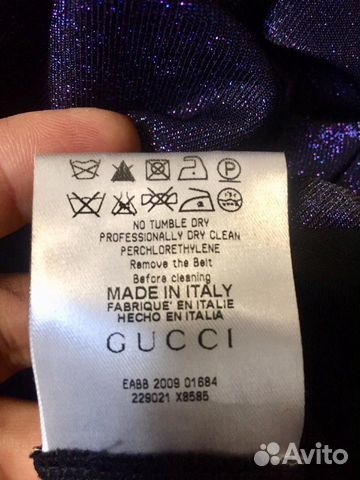 P
NO TUMBLE DRY
PROFESSIONALLY DRY CLEAN
PERCHLORETHYLENE
Remove the Belt
Before cleaning
MADE IN ITALY
FABRIQUE' EN ITALIE
HECHO EN ITALIA
GUCCI
EABB 2009 01684
229021 X8585
Avito